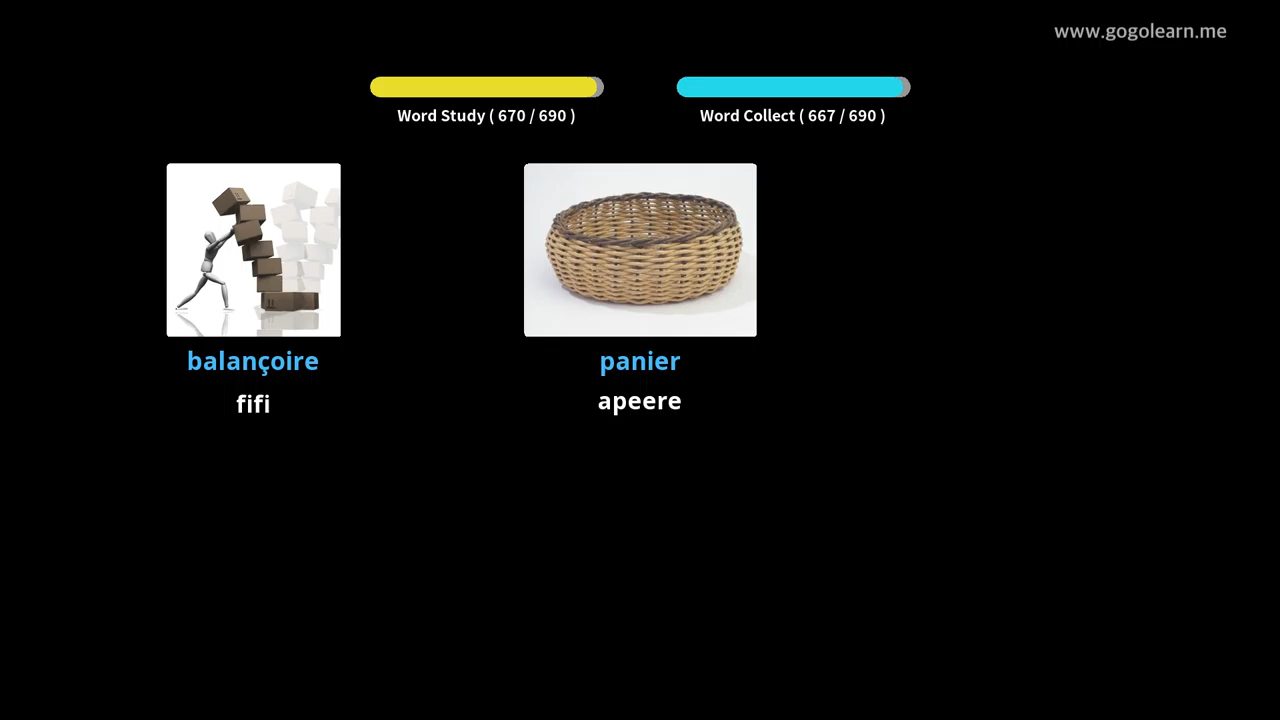 www.gogolearn.me
Word Study ( 670 / 690 )
Word Collect ( 667 / 690 )
balançoire
fifi
panier
apeere